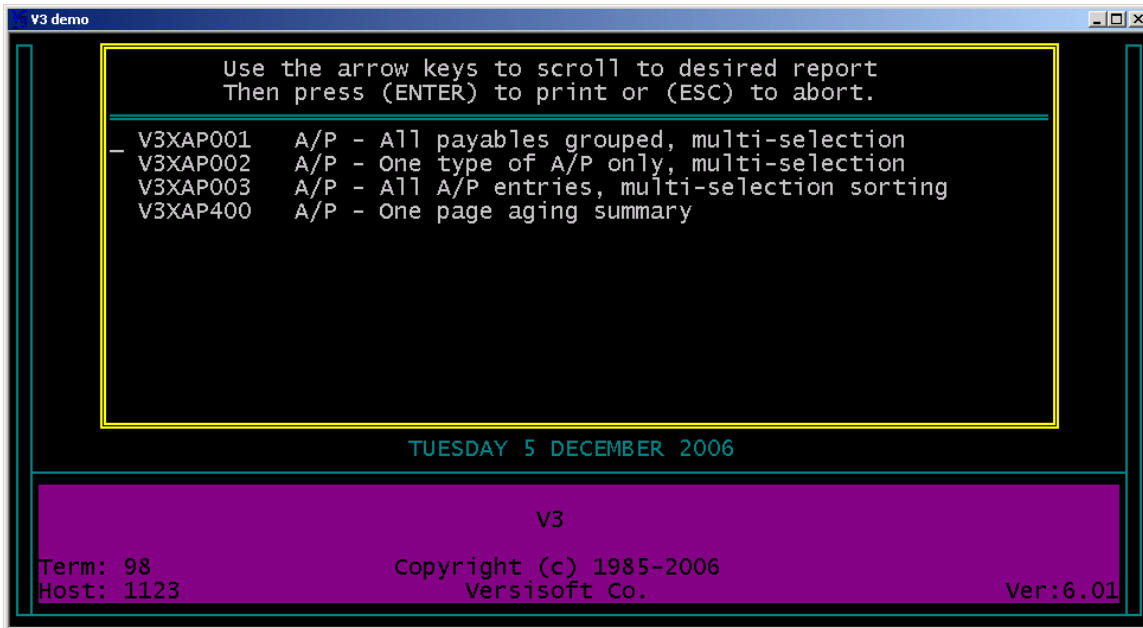 V3 demo
Use the arrow keys to scroll to desired report
Then press (ENTER) to print or (ESC) to abort.
_ V3XAP001 A/P - All payables grouped, multi-selection
V3XAP002 A/P - One type of A/P only, multi-selection
V3XAP003 A/P - All A/P entries, multi-selection sorting
V3XAP400 A/P - One page aging summary
TUESDAY 5 DECEMBER 2006
V3
Term: 98 Copyright (c) 1985-2006
Host: 1123 Versisoft Co. Ver:6.01